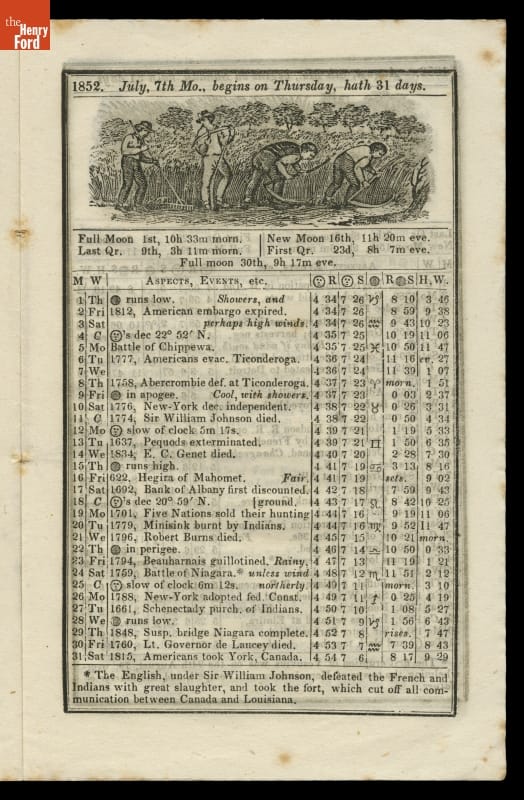 the
Henry
Ford
1852. July, 7th Mo., begins on Thursday, hath 31 days.
Full Moon 1st, 10h 33m morn. New Moon 16th, 11h 20m eve.
Last Qr. 9th, 3h 11m morn. First Qr. 23d, 8h 7m eve.
Full moon 30th, 9h 17m eve.
M W ASPECTS, EVENTS, etc. R S R S H. W.
1 Th runs low. Showers, and 4 34 7 26 ♑ 8 10 3 46
2 Fri 1812, American embargo expired. 4 34 7 26 8 59 9 38
3 Sat perhaps high winds. 4 34 7 26 ♒ 9 43 10 23
4 C 's dec 22° 52′ N. 4 35 7 25 10 19 11 06
5 Mo Battle of Chippewa. 4 35 7 25 ♓ 10 50 11 47
6 Tu 1777, Americans evac. Ticonderoga. 4 36 7 24 11 16 ev. 27
7 We 4 36 7 24 11 39 1 07
8 Th 1758, Abercrombie def. at Ticonderoga. 4 37 7 23 ♈ morn. 1 51
9 Fri in apogee. Cool, with showers. 4 37 7 23 0 03 2 37
10 Sat 1776, New-York dec. independent. 4 38 7 22 ♉ 0 26 3 31
11 C 1774, Sir William Johnson died. 4 38 7 22 0 50 4 34
12 Mo slow of clock 5m 17s. 4 39 7 21 1 19 5 33
13 Tu 1637, Pequods exterminated. 4 39 7 21 ♊ 1 50 6 35
14 We 1834, E. C. Genet died. 4 40 7 20 2 28 7 30
15 Th runs high. 4 41 7 19 ♋ 3 13 8 16
16 Fri 622, Hegira of Mahomet. Fair. 4 41 7 19 sets. 9 02
17 Sat 1692, Bank of Albany first discounted. 4 42 7 18 7 59 9 43
18 C 's dec 20° 59′ N. [ground. 4 43 7 17 ♌ 8 42 10 25
19 Mo 1701, Five Nations sold their hunting 4 44 7 16 9 19 11 06
20 Tu 1779, Minisink burnt by Indians. 4 44 7 16 ♍ 9 52 11 47
21 We 1796, Robert Burns died. 4 45 7 15 10 21 morn.
22 Th in perigee. 4 46 7 14 ♎ 10 50 0 33
23 Fri 1794, Beauharnais guillotined. Rainy, 4 47 7 13 11 19 1 21
24 Sat 1759, Battle of Niagara.* unless wind 4 48 7 12 ♏ 11 51 2 12
25 C slow of clock 6m 12s. northerly. 4 49 7 11 morn. 3 10
26 Mo 1788, New-York adopted fed. Const. 4 49 7 11 ♐ 0 25 4 19
27 Tu 1661, Schenectady purch. of Indians. 4 50 7 10 1 08 5 27
28 We runs low. 4 51 7 9 ♑ 1 56 6 43
29 Th 1848, Susp. bridge Niagara complete. 4 52 7 8 rises. 7 47
30 Fri 1760, Lt. Governor de Lancey died. 4 53 7 7 ♒ 7 39 8 43
31 Sat 1815, Americans took York, Canada. 4 54 7 6 8 17 9 29
* The English, under Sir William Johnson, defeated the French and
Indians with great slaughter, and took the fort, which cut off all com-
munication between Canada and Louisiana.